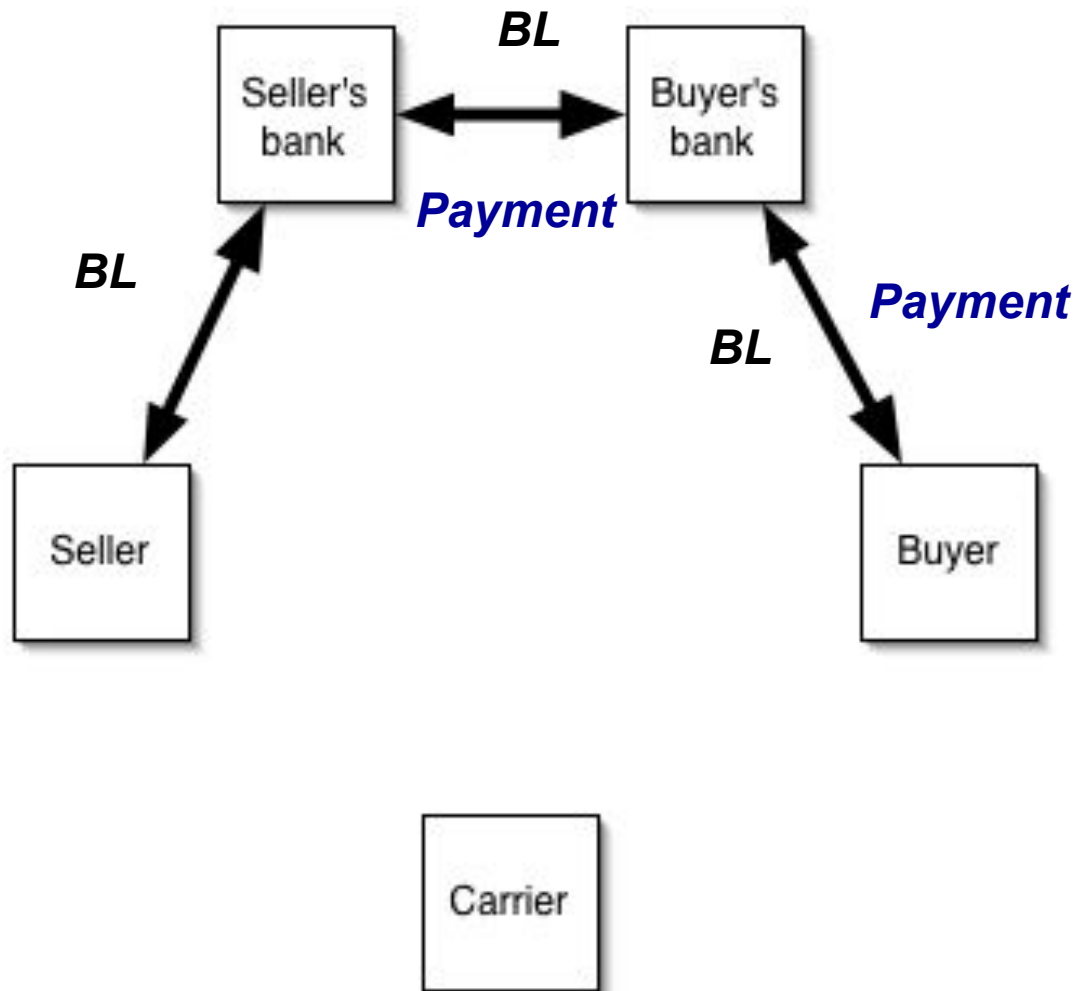 BL
Seller's
bank
Buyer's
bank
Payment
BL
Payment
BL
Seller
Buyer
Carrier